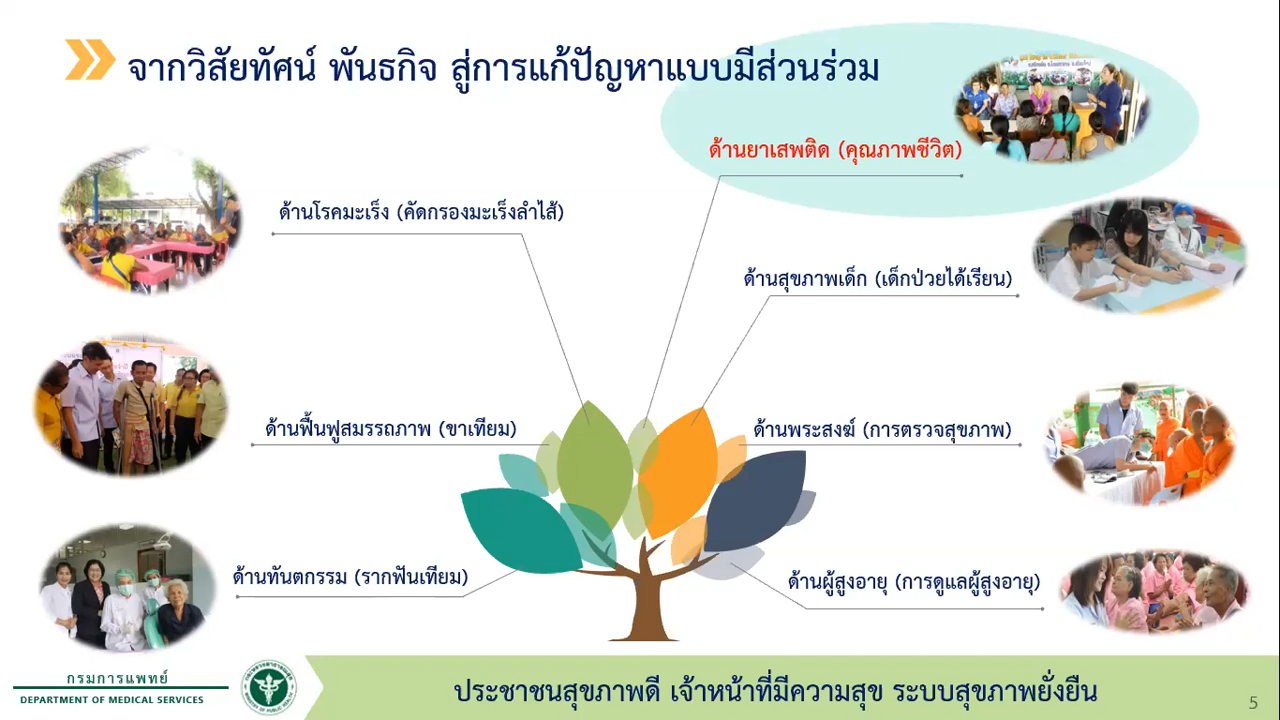 จากวิสัยทัศน์ พันธกิจ สู่การแก้ปัญหาแบบมีส่วนร่วม
ด้านยาเสพติด (คุณภาพชีวิต)
ด้านโรคมะเร็ง (คัดกรองมะเร็งลำไส้)
ด้านสุขภาพเด็ก (เด็กป่วยได้เรียน)
ด้านฟื้นฟูสมรรถภาพ (ขาเทียม)
ด้านพระสงฆ์ (การตรวจสุขภาพ)
ด้านทันตกรรม (รากฟันเทียม)
ด้านผู้สูงอายุ (การดูแลผู้สูงอายุ)
กรมการแพทย์
DEPARTMENT OF MEDICAL SERVICES
ประชาชนสุขภาพดี เจ้าหน้าที่มีความสุข ระบบสุขภาพยั่งยืน
5